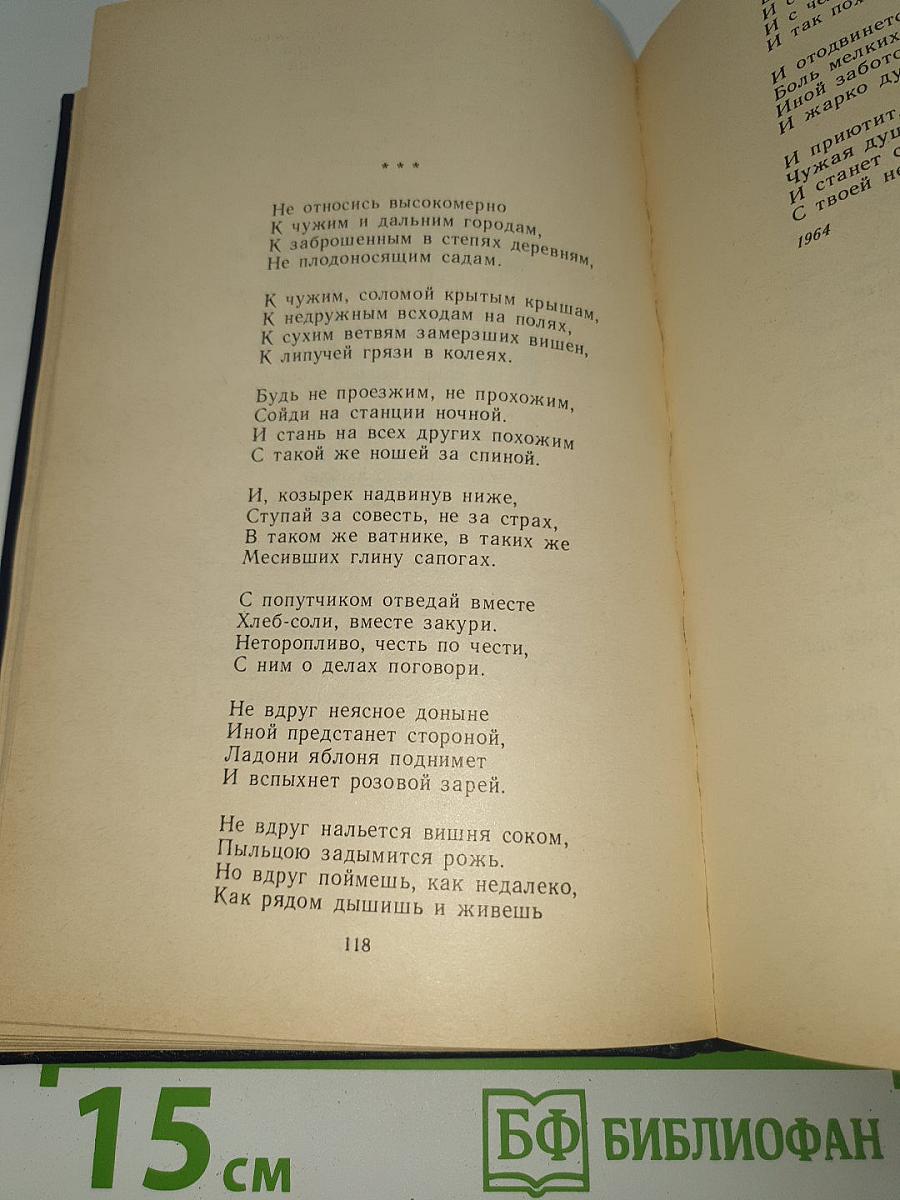 * * *
Не относись высокомерно
К чужим и дальним городам,
К заброшенным в степях деревням,
Не плодоносящим садам.
К чужим, соломой крытым крышам,
К недружным всходам на полях,
К сухим ветвям замерзших вишен,
К липучей грязи в колеях.
Будь не проезжим, не прохожим,
Сойди на станции ночной.
И стань на всех других похожим
С такой же ношей за спиной.
И, козырек надвинув ниже,
Ступай за совесть, не за страх,
В таком же ватнике, в таких же
Месивших глину сапогах.
С попутчиком отведай вместе
Хлеб-соли, вместе закури.
Неторопливо, честь по чести,
С ним о делах поговори.
Не вдруг неясное доныне
Иной предстанет стороной,
Ладони яблоня поднимет
И вспыхнет розовой зарей.
Не вдруг нальется вишня соком,
Пыльцою задымится рожь.
Но вдруг поймешь, как недалеко,
Как рядом дышишь и живешь
118
И с
И с
И так
И
Боль мелких
Иной
И жарко
И приютит,
Чужая
И станет
С твоей
1964
15 см
БФ БИБЛИОФАН